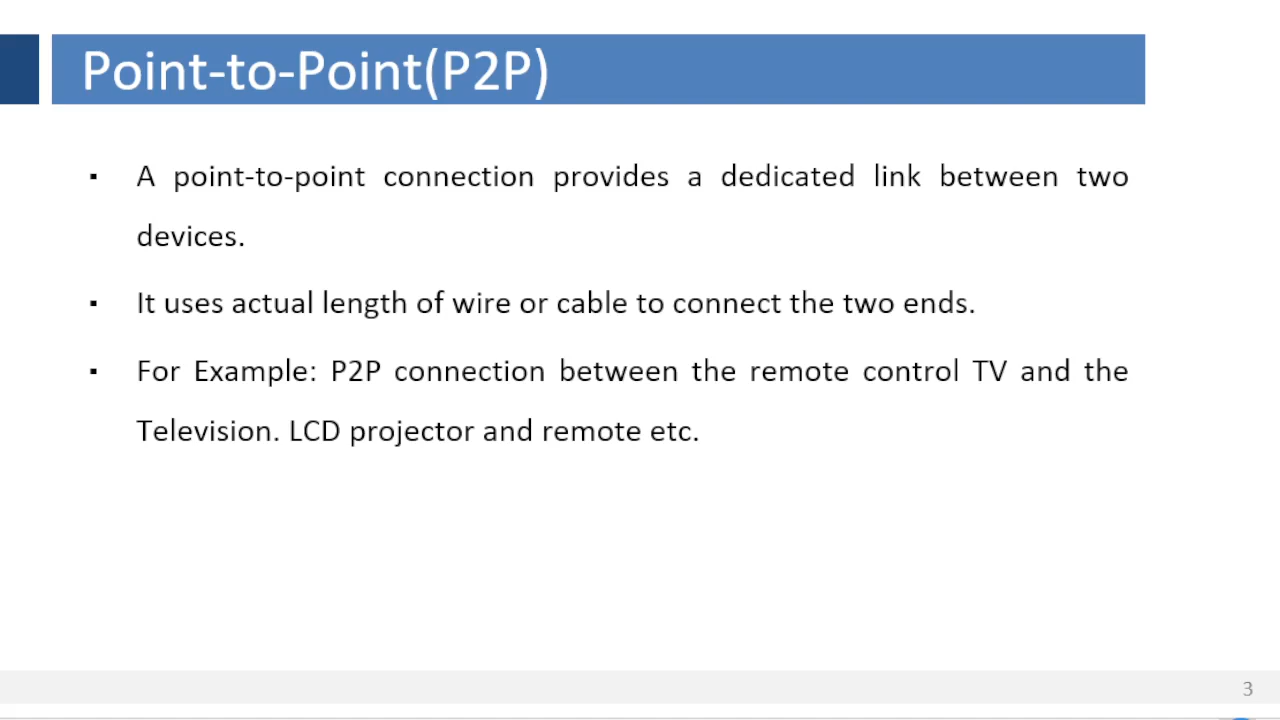 Point-to-Point(P2P)
▪ A point-to-point connection provides a dedicated link between two
devices.
▪ It uses actual length of wire or cable to connect the two ends.
▪ For Example: P2P connection between the remote control TV and the
Television. LCD projector and remote etc.
3